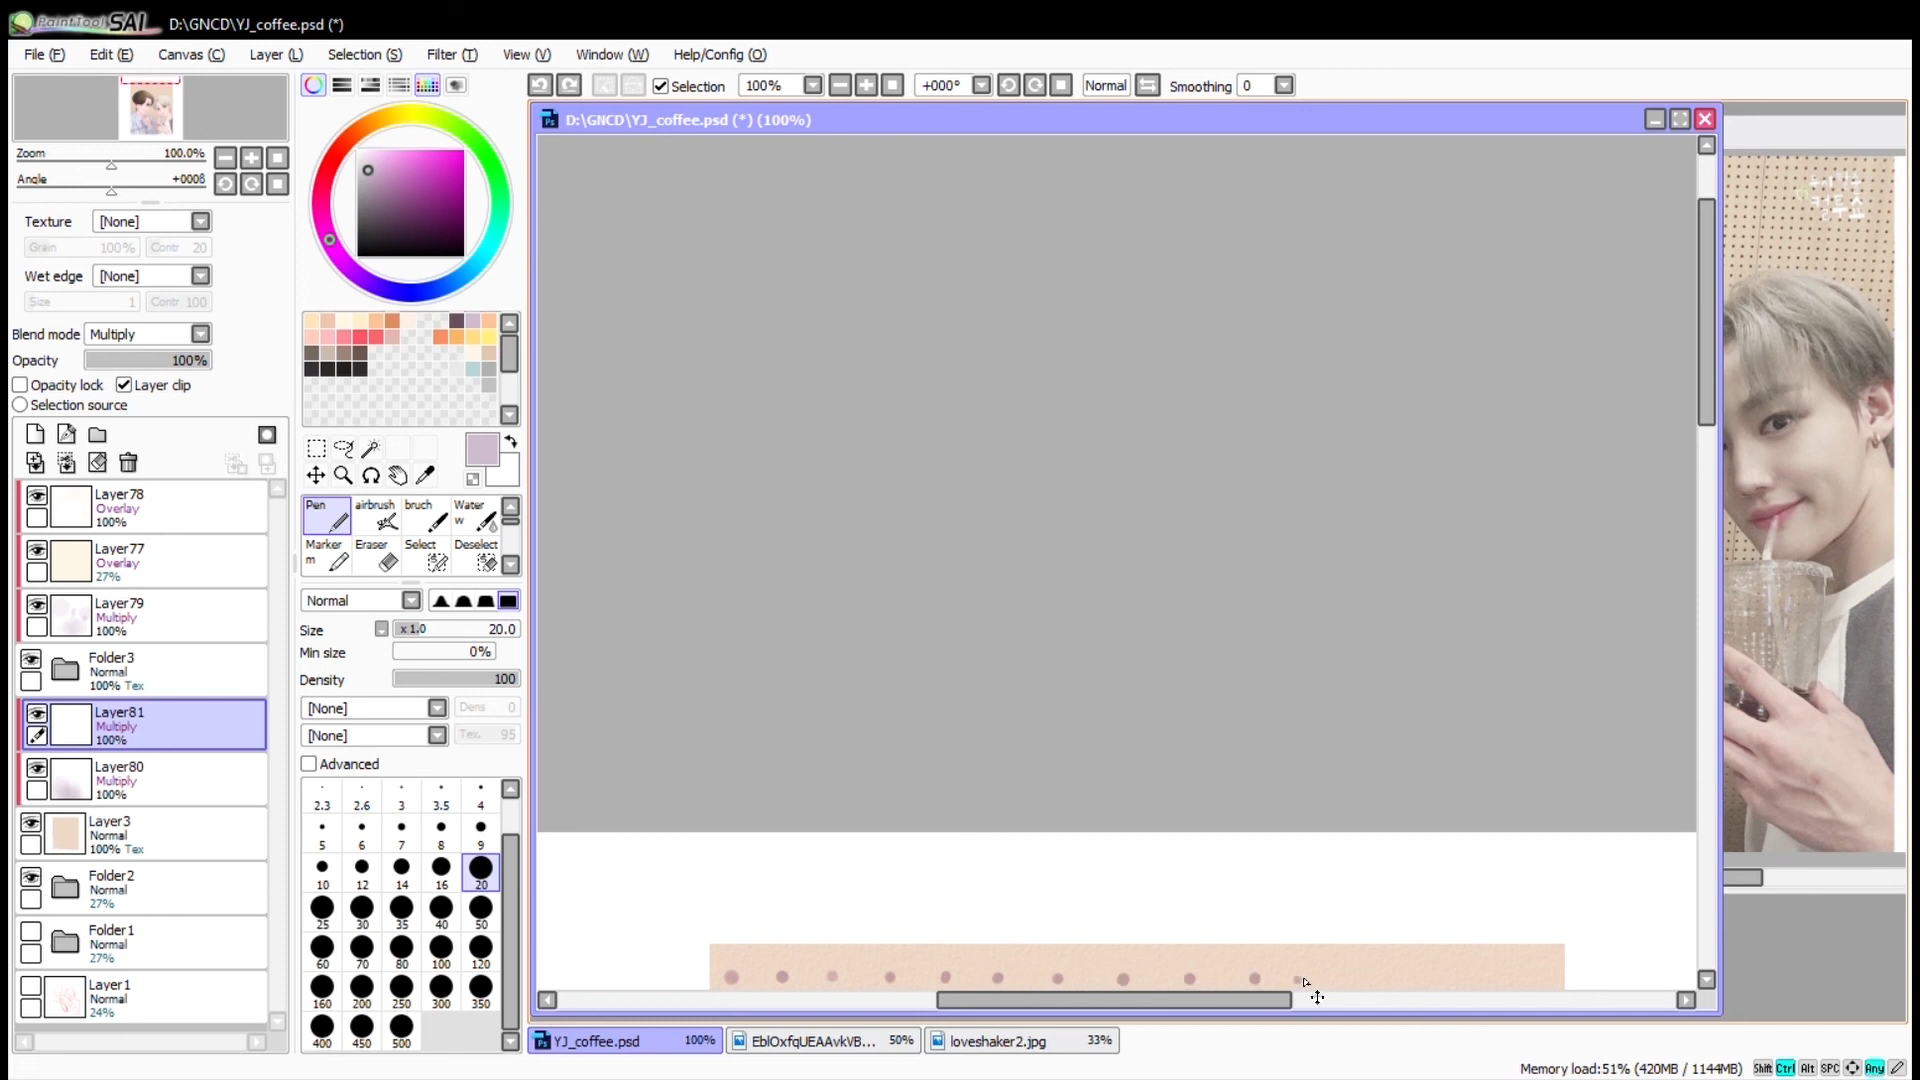 PaintTool SAI D:\GNCD\YJ_coffee.psd (*)
File (F) Edit (E) Canvas (C) Layer (L) Selection (S) Filter (T) View (V) Window (W) Help/Config (O)
Selection 100% +000° Normal Smoothing 0
D:\GNCD\YJ_coffee.psd (*) (100%)
Zoom 100.0%
Angle +000δ
Texture [None]
Grain 100% Contr 20
Wet edge [None]
Size 1 Contr 100
Blend mode Multiply
Opacity 100%
Opacity lock Layer clip
Selection source
Layer78
Overlay
100%
Layer77
Overlay
27%
Layer79
Multiply
100%
Folder3
Normal
100% Tex
Layer81
Multiply
100%
Layer80
Multiply
100%
Layer3
Normal
100% Tex
Folder2
Normal
27%
Folder1
Normal
27%
Layer1
Normal
24%
Pen airbrush bruch Water
w
Marker Eraser Select Deselect
m
Normal
Size x 1.0 20.0
Min size 0%
Density 100
[None] Dens 0
[None] Tex. 95
Advanced
2.3 2.6 3 3.5 4
5 6 7 8 9
10 12 14 16 20
25 30 35 40 50
60 70 80 100 120
160 200 250 300 350
400 450 500
YJ_coffee.psd 100% EblOxfqUEAAvkVB... 50% loveshaker2.jpg 33%
Memory load:51% (420MB / 1144MB) Shift Ctrl Alt SPC Any